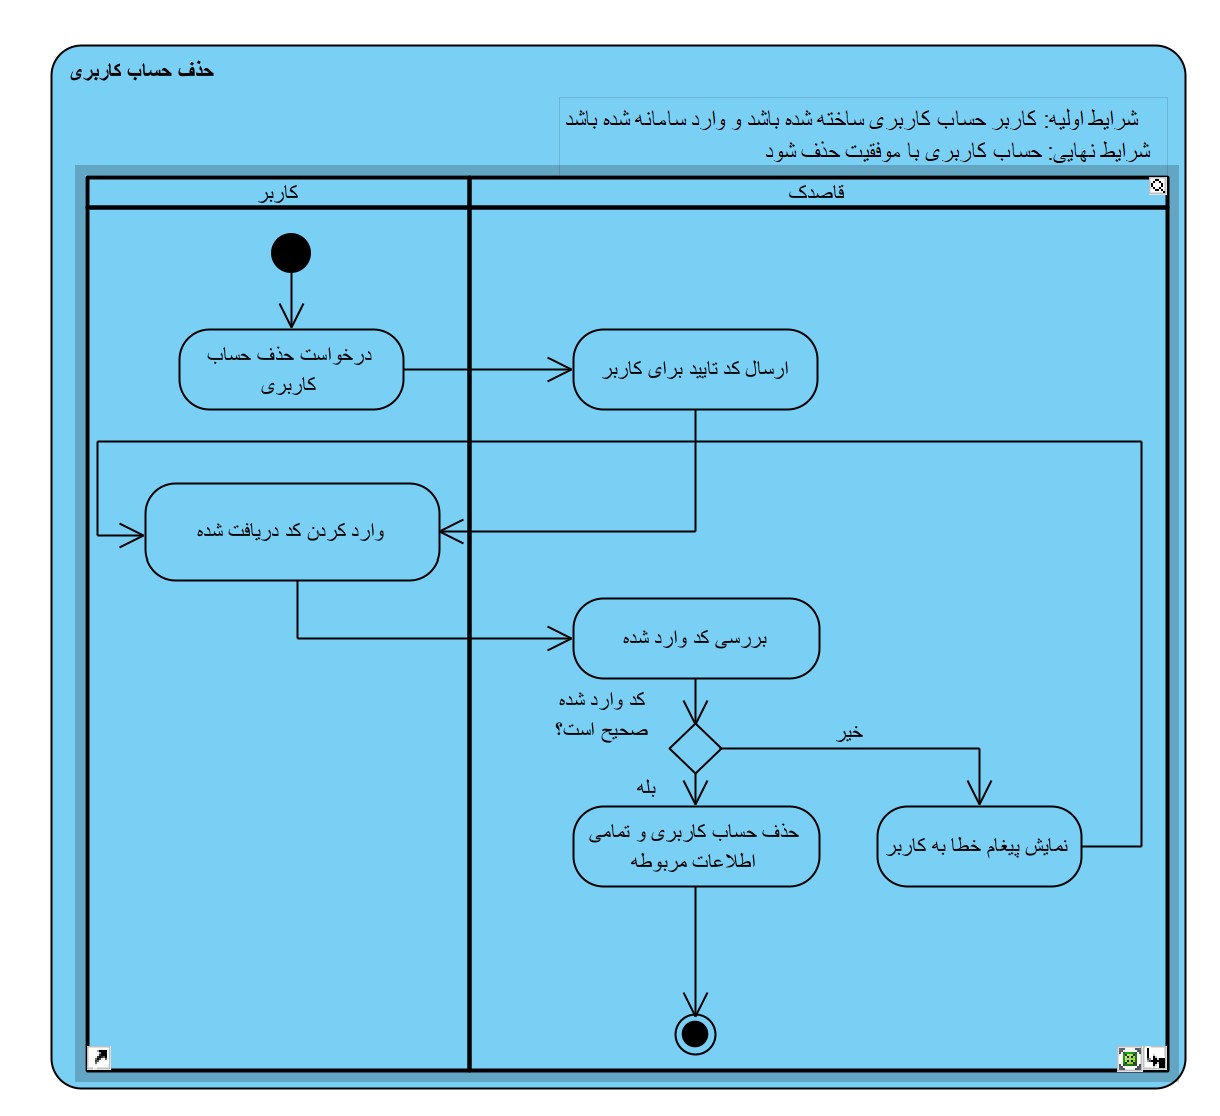 حذف حساب کاربری
شرایط اولیه: کاربر حساب کاربری ساخته شده باشد و وارد سامانه شده باشد
شرایط نهایی: حساب کاربری با موفقیت حذف شود
کاربر
قاصدک
درخواست حذف حساب
کاربری
ارسال کد تایید برای کاربر
وارد کردن کد دریافت شده
بررسی کد وارد شده
کد وارد شده
صحیح است؟
خیر
بله
حذف حساب کاربری و تمامی
اطلاعات مربوطه
نمایش پیغام خطا به کاربر